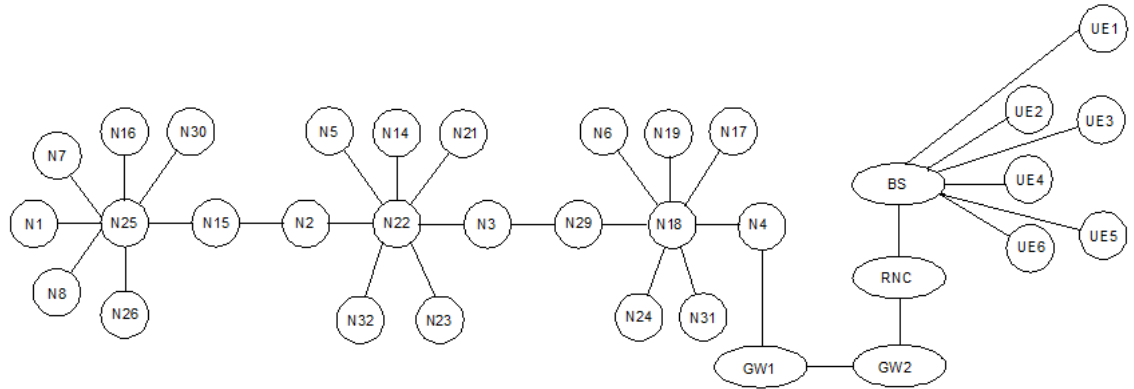 UE1
N16
N30
N5
N14
N21
N6
N19
N17
UE2
UE3
N7
BS
UE4
N1
N25
N15
N2
N22
N3
N29
N18
N4
UE5
UE6
N8
RNC
N26
N32
N23
N24
N31
GW1
GW2